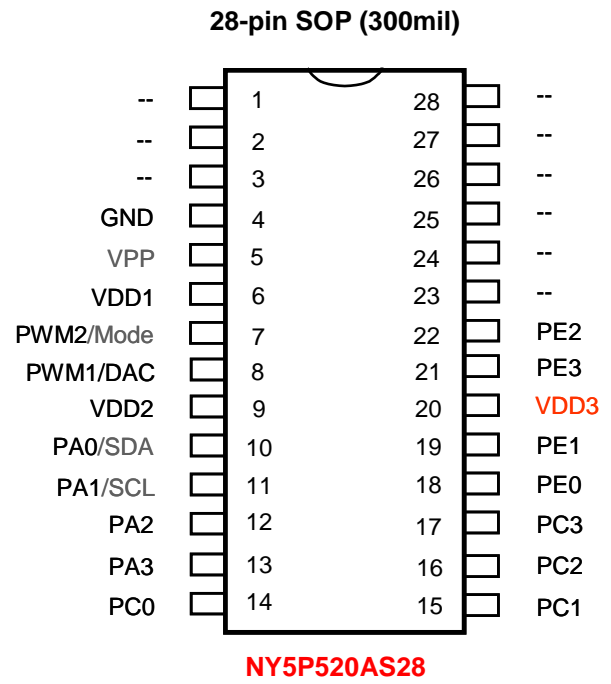 28-pin SOP (300mil)
-- 1 28 --
-- 2 27 --
-- 3 26 --
GND 4 25 --
VPP 5 24 --
VDD1 6 23 --
PWM2/Mode 7 22 PE2
PWM1/DAC 8 21 PE3
VDD2 9 20 VDD3
PA0/SDA 10 19 PE1
PA1/SCL 11 18 PE0
PA2 12 17 PC3
PA3 13 16 PC2
PC0 14 15 PC1
NY5P520AS28